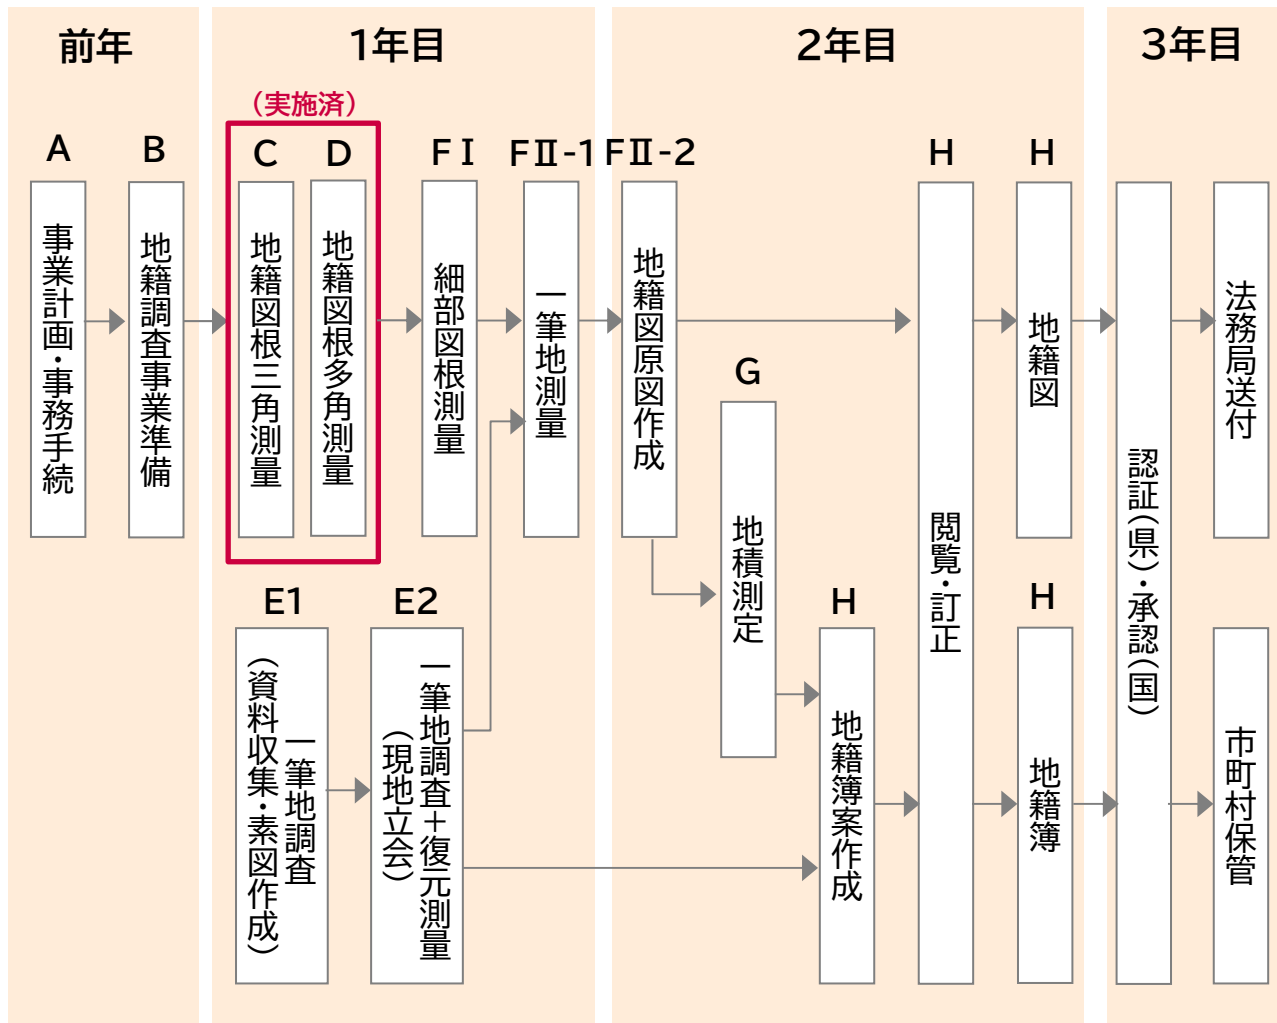 前年
1年目
2年目
3年目
（実施済）
A
B
C
D
FⅠ
FⅡ-1
FⅡ-2
H
H
事業計画・事務手続
地籍調査事業準備
地籍図根三角測量
地籍図根多角測量
細部図根測量
一筆地測量
地籍図原図作成
G
地積測定
閲覧・訂正
地籍図
認証（県）・承認（国）
法務局送付
E1
E2
H
H
一筆地調査
（資料収集・素図作成）
一筆地調査＋復元測量
（現地立会）
地籍簿案作成
地籍簿
市町村保管